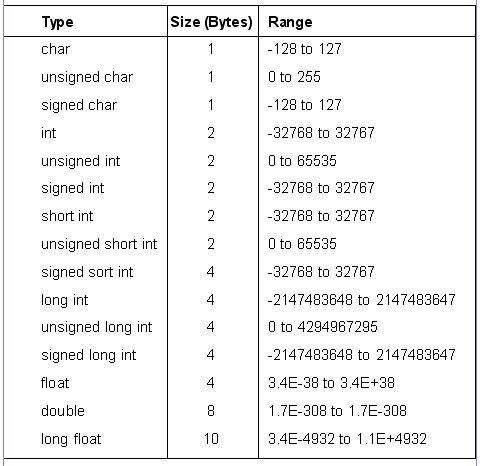 Type Size (Bytes) Range
char 1 -128 to 127
unsigned char 1 0 to 255
signed char 1 -128 to 127
int 2 -32768 to 32767
unsigned int 2 0 to 65535
signed int 2 -32768 to 32767
short int 2 -32768 to 32767
unsigned short int 2 0 to 65535
signed sort int 4 -32768 to 32767
long int 4 -2147483648 to 2147483647
unsigned long int 4 0 to 4294967295
signed long int 4 -2147483648 to 2147483647
float 4 3.4E-38 to 3.4E+38
double 8 1.7E-308 to 1.7E-308
long float 10 3.4E-4932 to 1.1E+4932